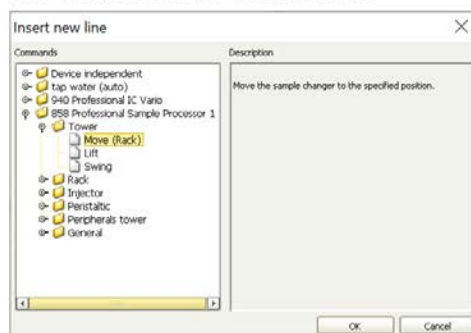 Insert new line
Commands
Description
Device independent
tap water (auto)
940 Professional IC Vario
858 Professional Sample Processor 1
Tower
Move (Rack)
Lift
Swing
Rack
Injector
Peristaltic
Peripherals tower
General
Move the sample changer to the specified position.
OK
Cancel